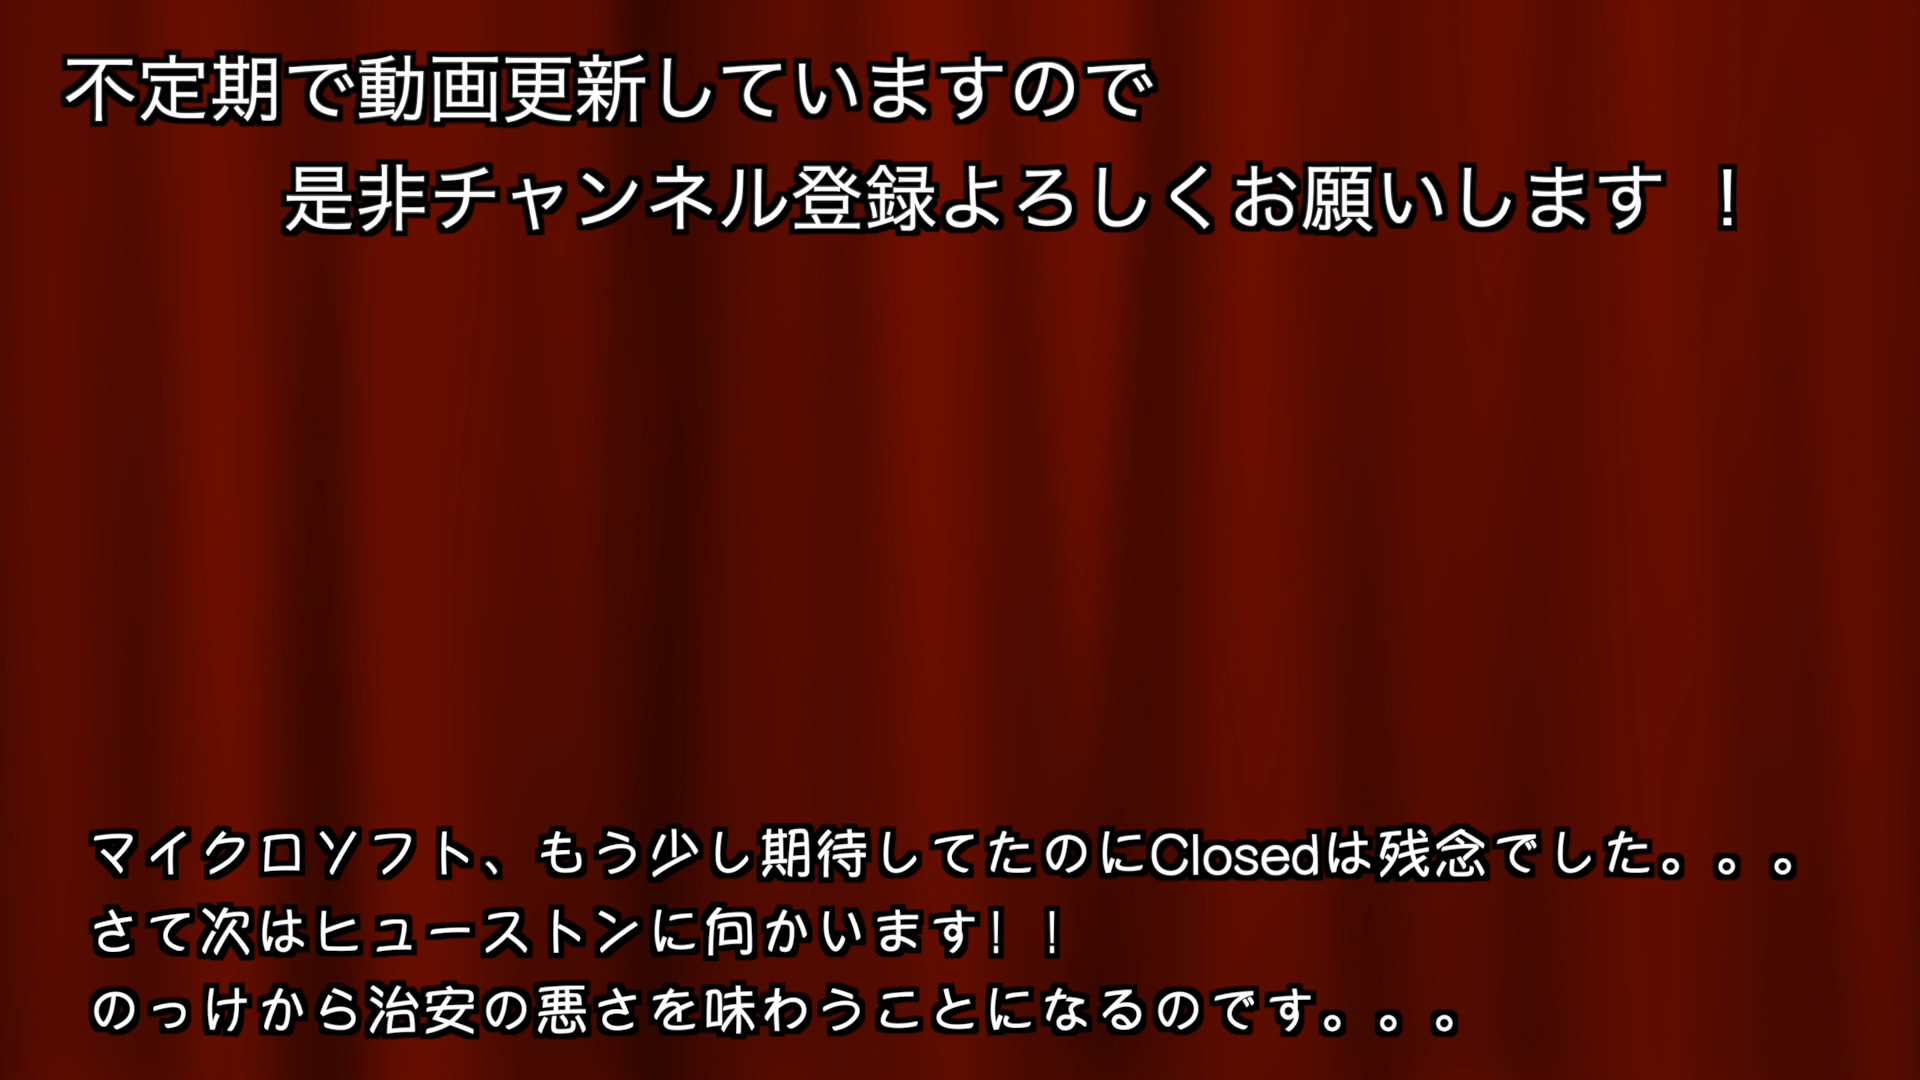 不定期で動画更新していますので
是非チャンネル登録よろしくお願いします ！
マイクロソフト、もう少し期待してたのにClosedは残念でした。。。
さて次はヒューストンに向かいます！！
のっけから治安の悪さを味わうことになるのです。。。